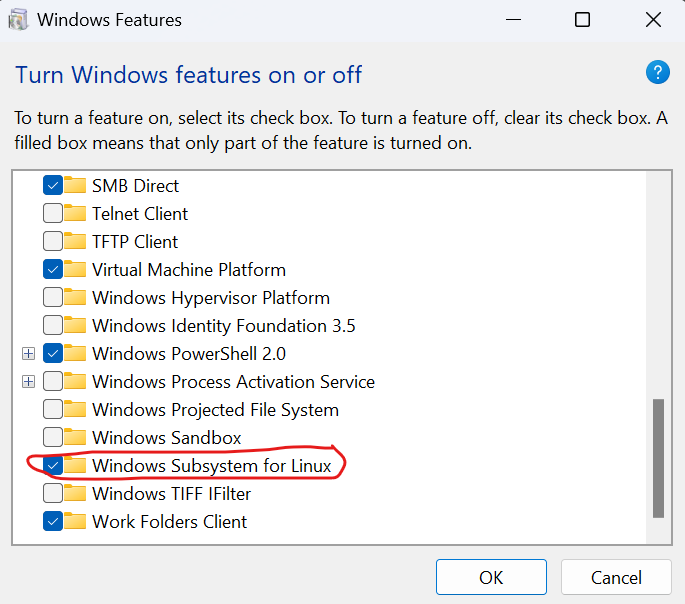 Windows Features
Turn Windows features on or off
?
To turn a feature on, select its check box. To turn a feature off, clear its check box. A
filled box means that only part of the feature is turned on.
SMB Direct
Telnet Client
TFTP Client
Virtual Machine Platform
Windows Hypervisor Platform
Windows Identity Foundation 3.5
Windows PowerShell 2.0
Windows Process Activation Service
Windows Projected File System
Windows Sandbox
Windows Subsystem for Linux
Windows TIFF IFilter
Work Folders Client
OK Cancel